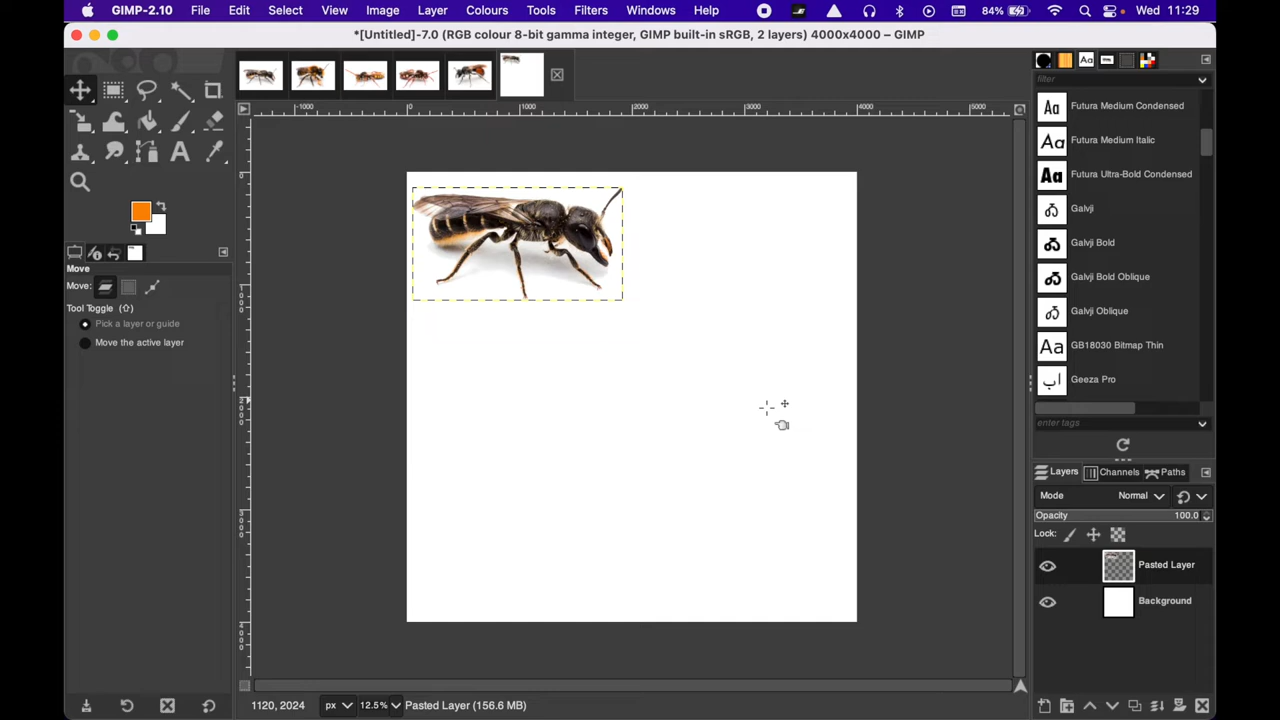 GIMP-2.10 File Edit Select View Image Layer Colours Tools Filters Windows Help 84% Wed 11:29
*[Untitled]-7.0 (RGB colour 8-bit gamma integer, GIMP built-in sRGB, 2 layers) 4000x4000 – GIMP
filter
Futura Medium Condensed
Futura Medium Italic
Futura Ultra-Bold Condensed
Galvji
Galvji Bold
Galvji Bold Oblique
Galvji Oblique
GB18030 Bitmap Thin
Geeza Pro
enter tags
Move
Move:
Tool Toggle (⇧)
Pick a layer or guide
Move the active layer
Layers Channels Paths
Mode Normal
Opacity 100.0
Lock:
Pasted Layer
Background
1120, 2024 px 12.5% Pasted Layer (156.6 MB)